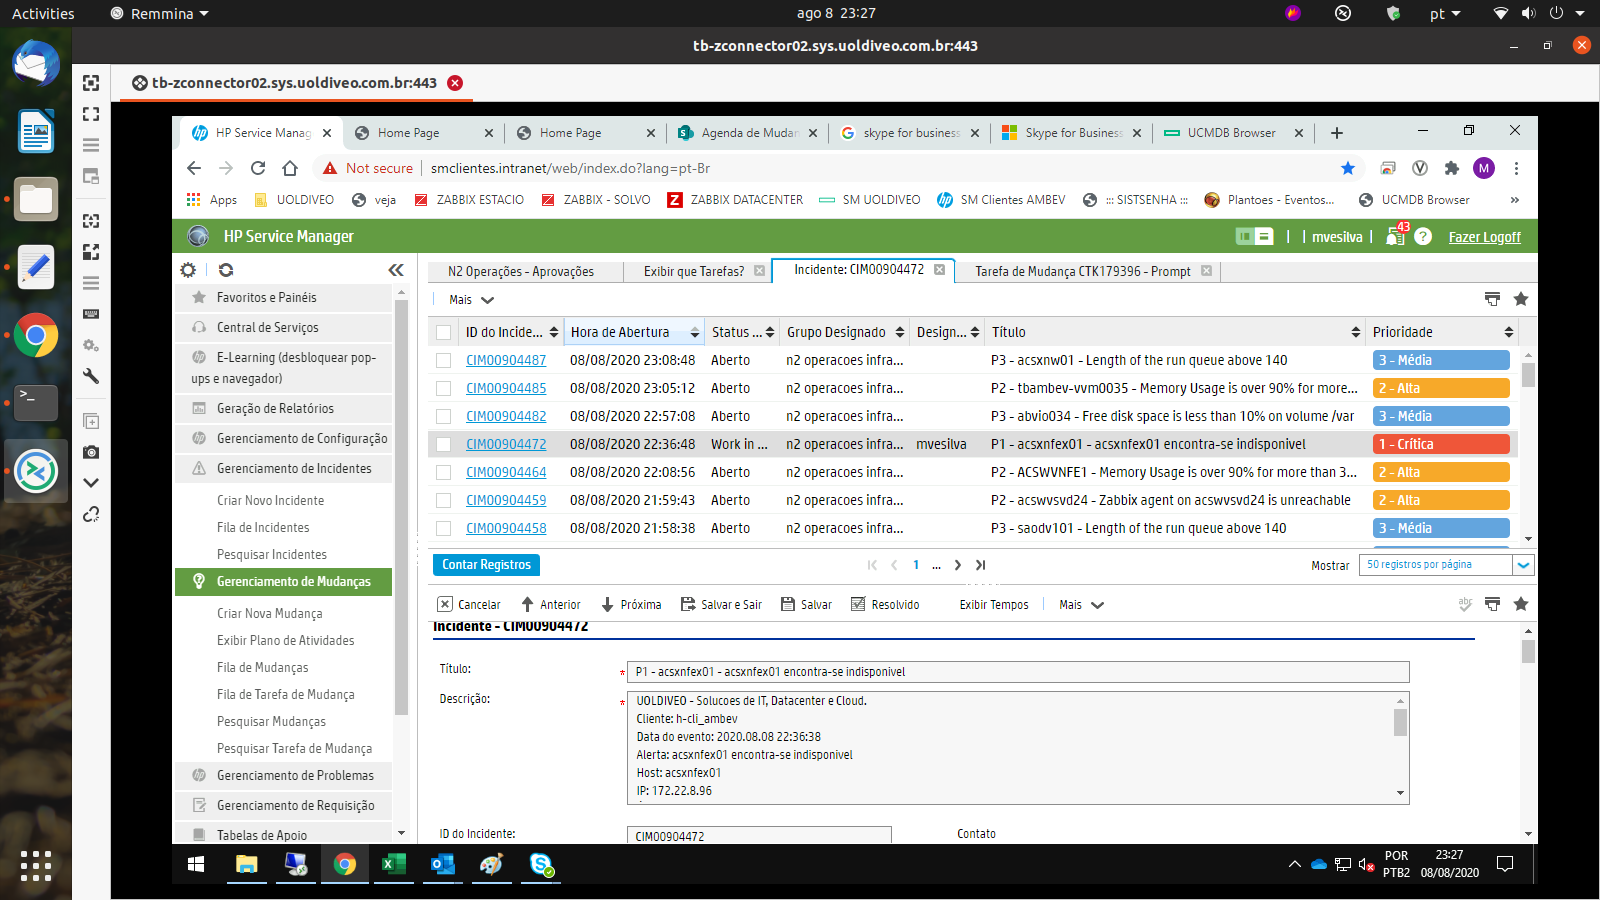 Activities
Remmina
ago 8 23:27
pt
tb-zconnector02.sys.uoldiveo.com.br:443
tb-zconnector02.sys.uoldiveo.com.br:443
HP Service Manag
Home Page
Home Page
Agenda de Mudan
skype for business
Skype for Business
UCMDB Browser
Not secure
smclientes.intranet/web/index.do?lang=pt-Br
M
Apps
UOLDIVEO
veja
ZABBIX ESTACIO
ZABBIX - SOLVO
ZABBIX DATACENTER
SM UOLDIVEO
SM Clientes AMBEV
::: SISTSENHA :::
Plantoes - Eventos...
UCMDB Browser
»
HP Service Manager
mvesilva
43
Fazer Logoff
N2 Operações - Aprovações
Exibir que Tarefas?
Incidente: CIM00904472
Tarefa de Mudança CTK179396 - Prompt
Mais
Favoritos e Painéis
Central de Serviços
E-Learning (desbloquear pop-
ups e navegador)
Geração de Relatórios
Gerenciamento de Configuração
Gerenciamento de Incidentes
Criar Novo Incidente
Fila de Incidentes
Pesquisar Incidentes
Gerenciamento de Mudanças
Criar Nova Mudança
Exibir Plano de Atividades
Fila de Mudanças
Fila de Tarefa de Mudança
Pesquisar Mudanças
Pesquisar Tarefa de Mudança
Gerenciamento de Problemas
Gerenciamento de Requisição
Tabelas de Apoio
ID do Incide... Hora de Abertura Status ... Grupo Designado Design... Título Prioridade
CIM00904487 08/08/2020 23:08:48 Aberto n2 operacoes infra... P3 - acsxnw01 - Length of the run queue above 140 3 - Média
CIM00904485 08/08/2020 23:05:12 Aberto n2 operacoes infra... P2 - tbambev-vvm0035 - Memory Usage is over 90% for more... 2 - Alta
CIM00904482 08/08/2020 22:57:08 Aberto n2 operacoes infra... P3 - abvio034 - Free disk space is less than 10% on volume /var 3 - Média
CIM00904472 08/08/2020 22:36:48 Work in ... n2 operacoes infra... mvesilva P1 - acsxnfex01 - acsxnfex01 encontra-se indisponivel 1 - Crítica
CIM00904464 08/08/2020 22:08:56 Aberto n2 operacoes infra... P2 - ACSWVNFE1 - Memory Usage is over 90% for more than 3... 2 - Alta
CIM00904459 08/08/2020 21:59:43 Aberto n2 operacoes infra... P2 - acswvsvd24 - Zabbix agent on acswvsvd24 is unreachable 2 - Alta
CIM00904458 08/08/2020 21:58:38 Aberto n2 operacoes infra... P3 - saodv101 - Length of the run queue above 140 3 - Média
Contar Registros
1 ...
Mostrar 50 registros por página
Cancelar Anterior Próxima Salvar e Sair Salvar Resolvido Exibir Tempos Mais
abc
Incidente - CIM00904472
Título: * P1 - acsxnfex01 - acsxnfex01 encontra-se indisponivel
Descrição: * UOLDIVEO - Solucoes de IT, Datacenter e Cloud.
Cliente: h-cli_ambev
Data do evento: 2020.08.08 22:36:38
Alerta: acsxnfex01 encontra-se indisponivel
Host: acsxnfex01
IP: 172.22.8.96
ID do Incidente: CIM00904472
Contato
POR
PTB2
23:27
08/08/2020